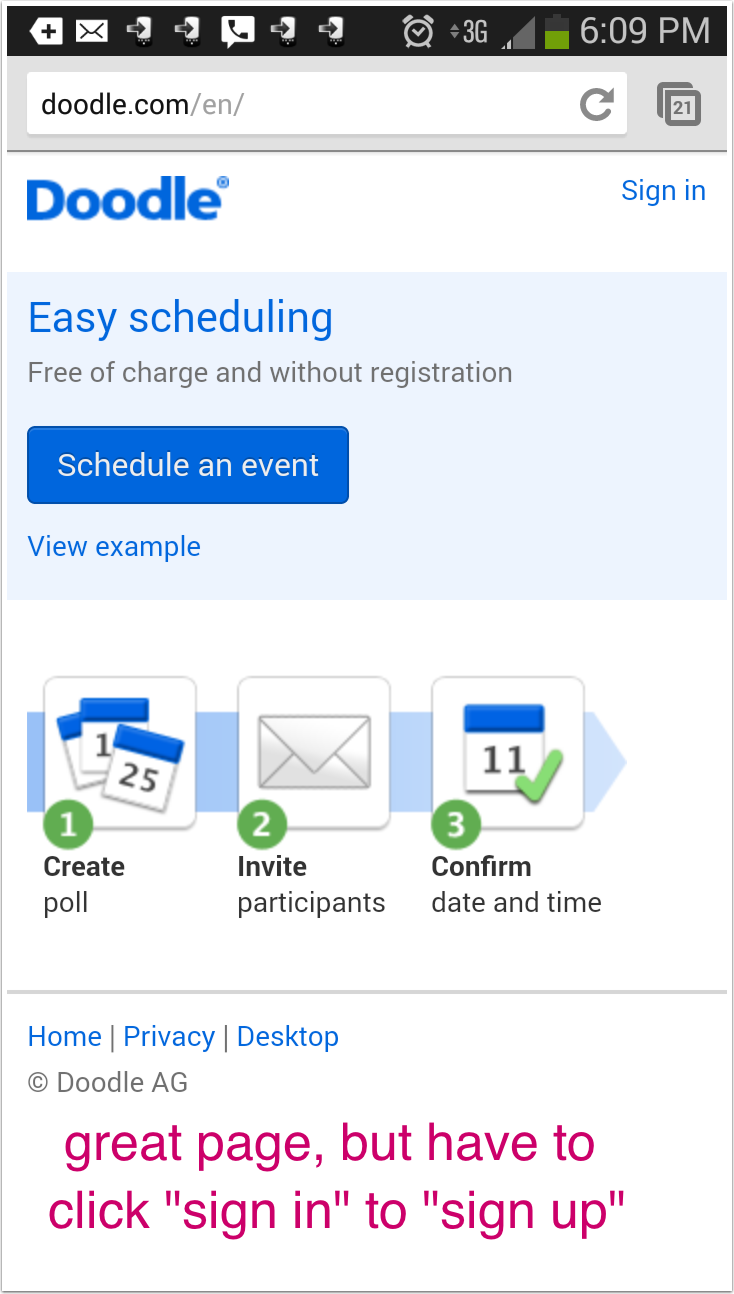 3G 6:09 PM
doodle.com/en/ 21
Doodle Sign in
Easy scheduling
Free of charge and without registration
Schedule an event
View example
1 25 11
1 2 3
Create Invite Confirm
poll participants date and time
Home | Privacy | Desktop
© Doodle AG
great page, but have to
click "sign in" to "sign up"